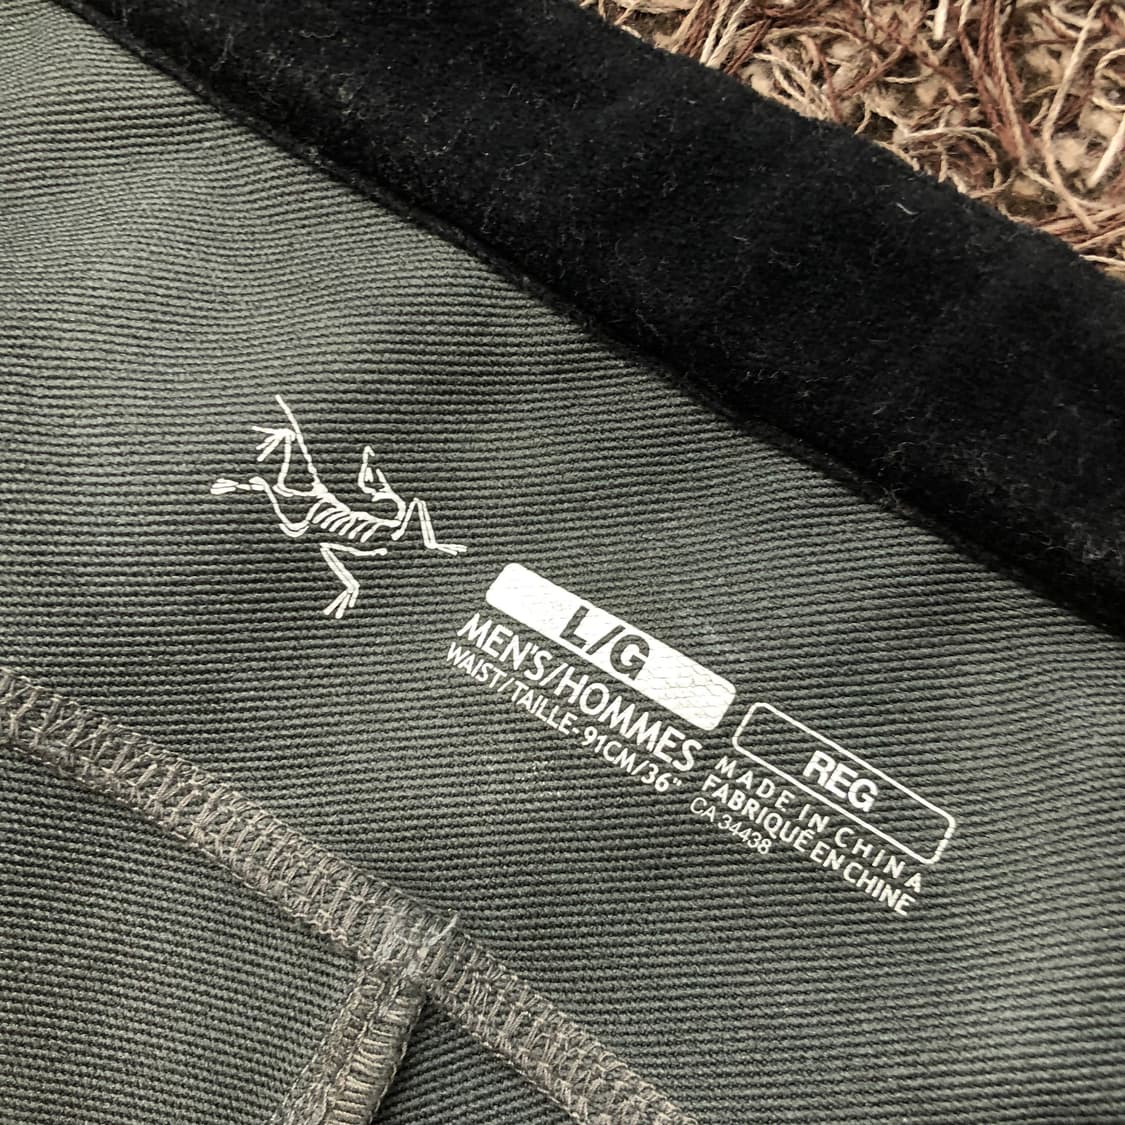 L/G
MEN'S/HOMMES
WAIST/TAILLE-91CM/36"
REG
MADE IN CHINA
FABRIQUÉ EN CHINE
CA 34438